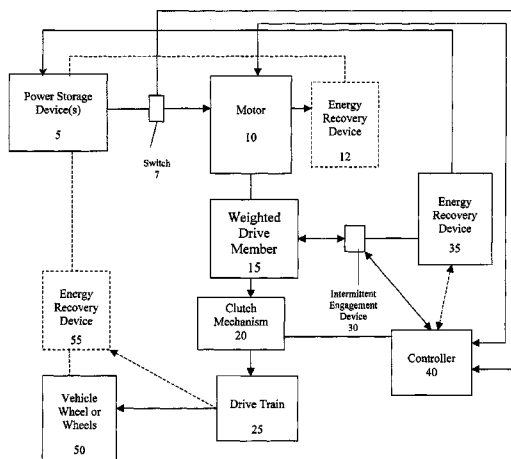 Power Storage
Device(s)
5
Switch
7
Motor
10
Energy
Recovery
Device
12
Weighted
Drive
Member
15
Energy
Recovery
Device
35
Intermittent
Engagement
Device
30
Clutch
Mechanism
20
Controller
40
Energy
Recovery
Device
55
Vehicle
Wheel or
Wheels
50
Drive Train
25